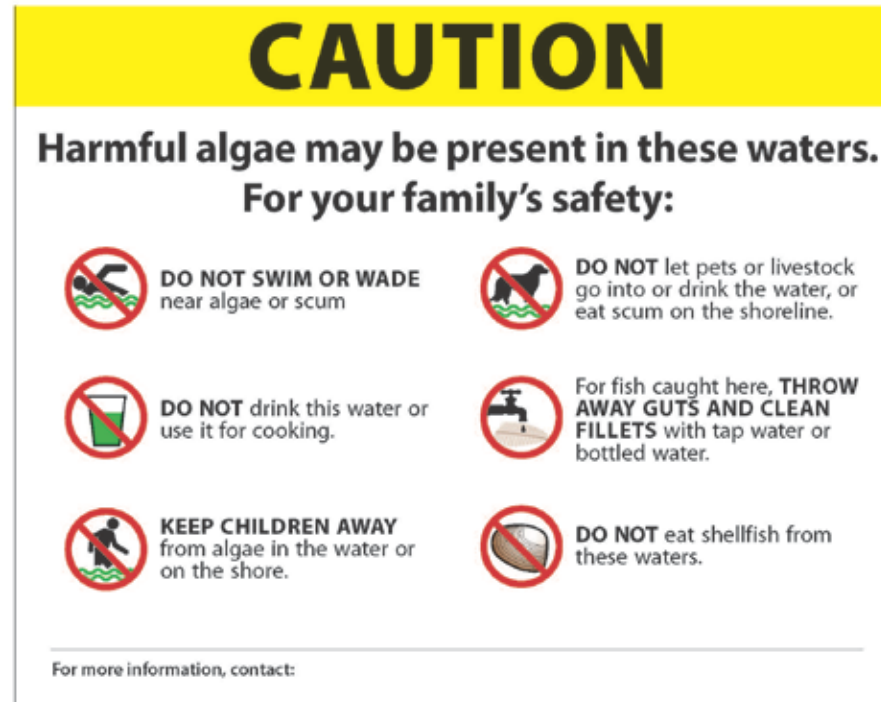 CAUTION
Harmful algae may be present in these waters.
For your family's safety:
DO NOT SWIM OR WADE
near algae or scum
DO NOT drink this water or
use it for cooking.
KEEP CHILDREN AWAY
from algae in the water or
on the shore.
DO NOT let pets or livestock
go into or drink the water, or
eat scum on the shoreline.
For fish caught here, THROW
AWAY GUTS AND CLEAN
FILLETS with tap water or
bottled water.
DO NOT eat shellfish from
these waters.
For more information, contact: